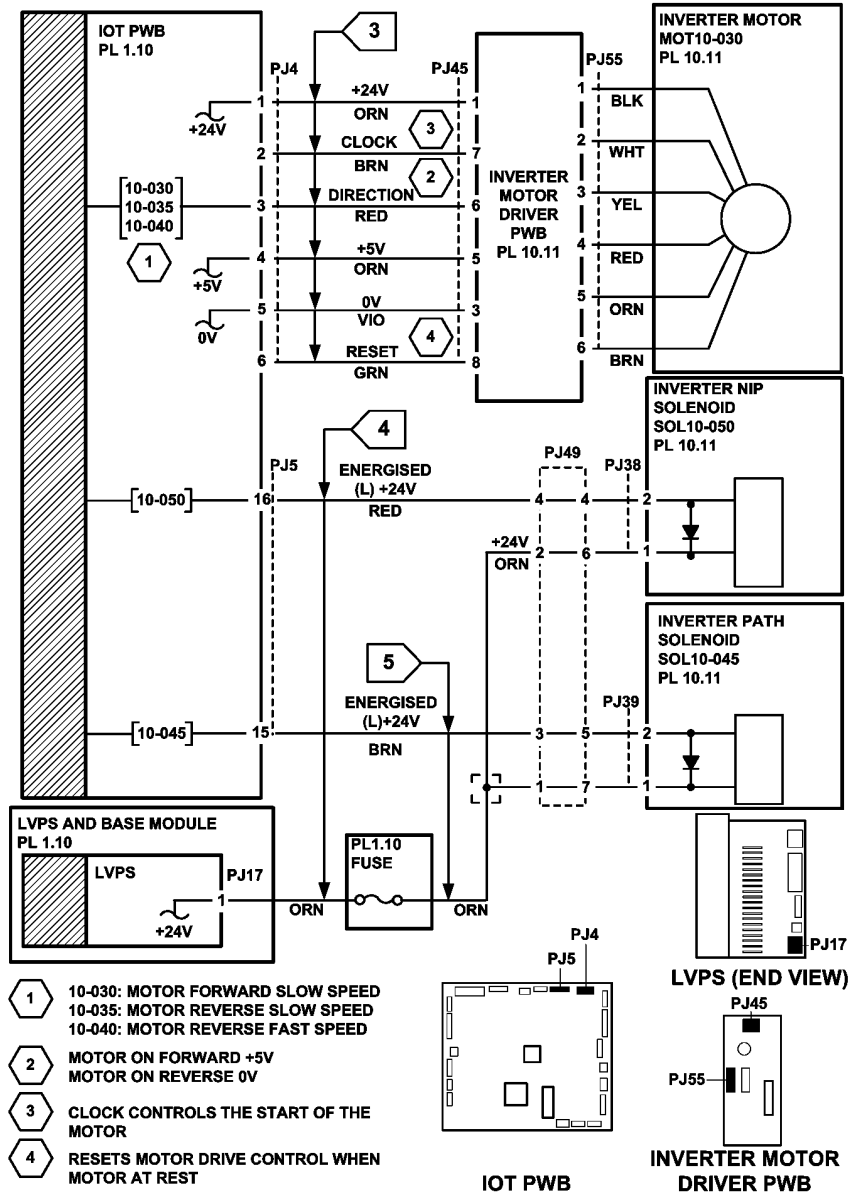 IOT PWB
PL 1.10
3
PJ4
PJ45
PJ55
INVERTER MOTOR
MOT10-030
PL 10.11
+24V
1
+24V
ORN
1
1
BLK
3
2
CLOCK
BRN
7
2
WHT
2
INVERTER
MOTOR
DRIVER
PWB
PL 10.11
10-030
10-035
10-040
1
3
DIRECTION
RED
6
3
YEL
+5V
4
+5V
ORN
5
4
RED
0V
5
0V
VIO
3
5
ORN
4
6
RESET
GRN
8
6
BRN
INVERTER NIP
SOLENOID
SOL10-050
PL 10.11
4
PJ5
PJ49
PJ38
ENERGISED
(L) +24V
10-050
16
RED
4
4
2
+24V
ORN
2
6
1
INVERTER PATH
SOLENOID
SOL10-045
PL 10.11
5
ENERGISED
(L)+24V
PJ39
10-045
15
BRN
3
5
2
1
7
1
LVPS AND BASE MODULE
PL 1.10
LVPS
PJ17
1
+24V
ORN
PL1.10
FUSE
ORN
PJ17
LVPS (END VIEW)
PJ4
PJ5
IOT PWB
PJ45
PJ55
INVERTER MOTOR
DRIVER PWB
1
10-030: MOTOR FORWARD SLOW SPEED
10-035: MOTOR REVERSE SLOW SPEED
10-040: MOTOR REVERSE FAST SPEED
2
MOTOR ON FORWARD +5V
MOTOR ON REVERSE 0V
3
CLOCK CONTROLS THE START OF THE
MOTOR
4
RESETS MOTOR DRIVE CONTROL WHEN
MOTOR AT REST